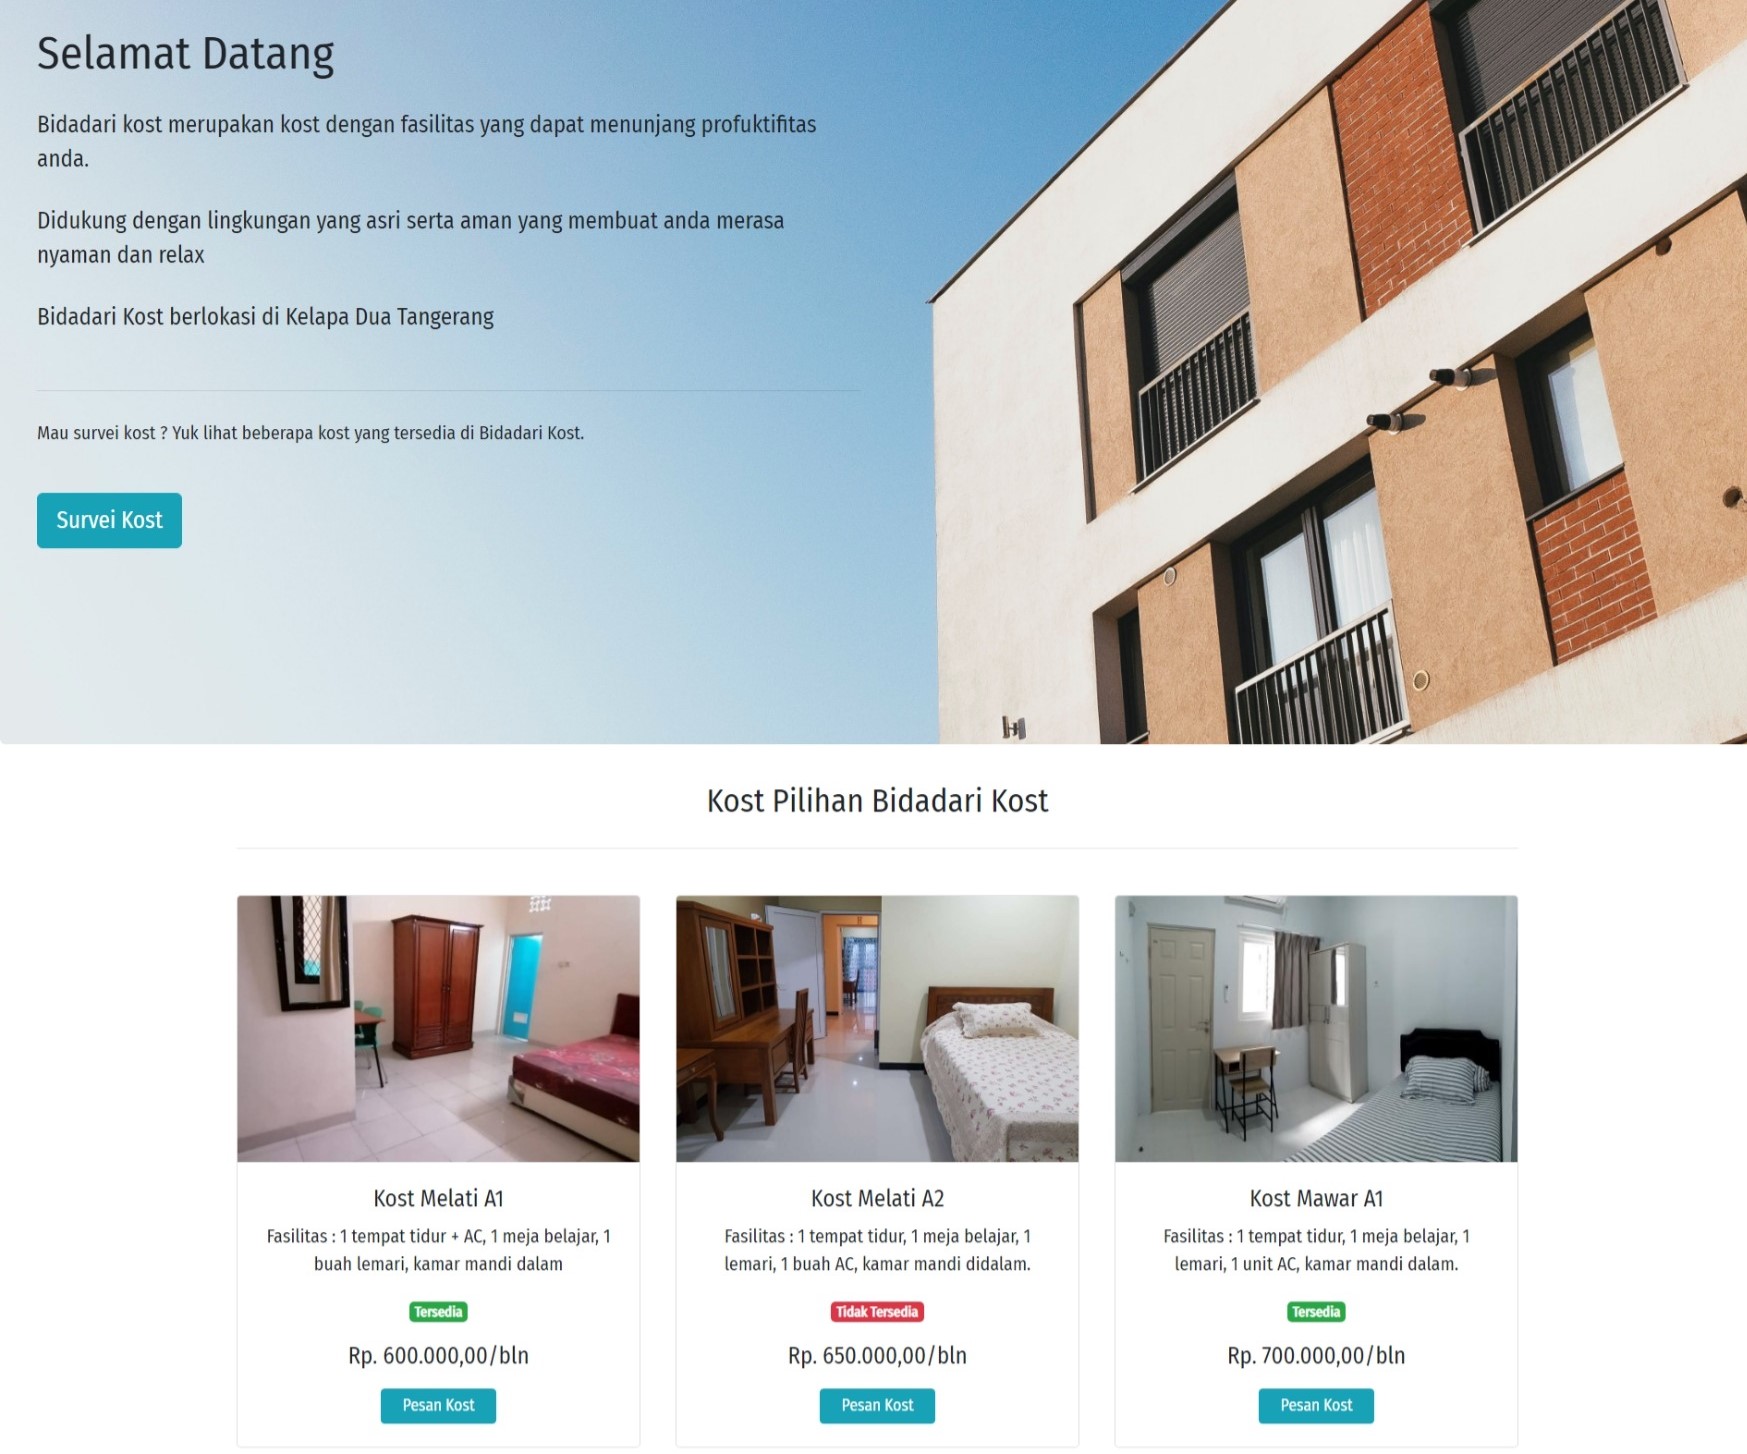 Selamat Datang
Bidadari kost merupakan kost dengan fasilitas yang dapat menunjang profuktifitas
anda.
Didukung dengan lingkungan yang asri serta aman yang membuat anda merasa
nyaman dan relax
Bidadari Kost berlokasi di Kelapa Dua Tangerang
Mau survei kost ? Yuk lihat beberapa kost yang tersedia di Bidadari Kost.
Survei Kost
Kost Pilihan Bidadari Kost
Kost Melati A1
Fasilitas : 1 tempat tidur + AC, 1 meja belajar, 1
buah lemari, kamar mandi dalam
Tersedia
Rp. 600.000,00/bln
Pesan Kost
Kost Melati A2
Fasilitas : 1 tempat tidur, 1 meja belajar, 1
lemari, 1 buah AC, kamar mandi didalam.
Tidak Tersedia
Rp. 650.000,00/bln
Pesan Kost
Kost Mawar A1
Fasilitas : 1 tempat tidur, 1 meja belajar, 1
lemari, 1 unit AC, kamar mandi dalam.
Tersedia
Rp. 700.000,00/bln
Pesan Kost